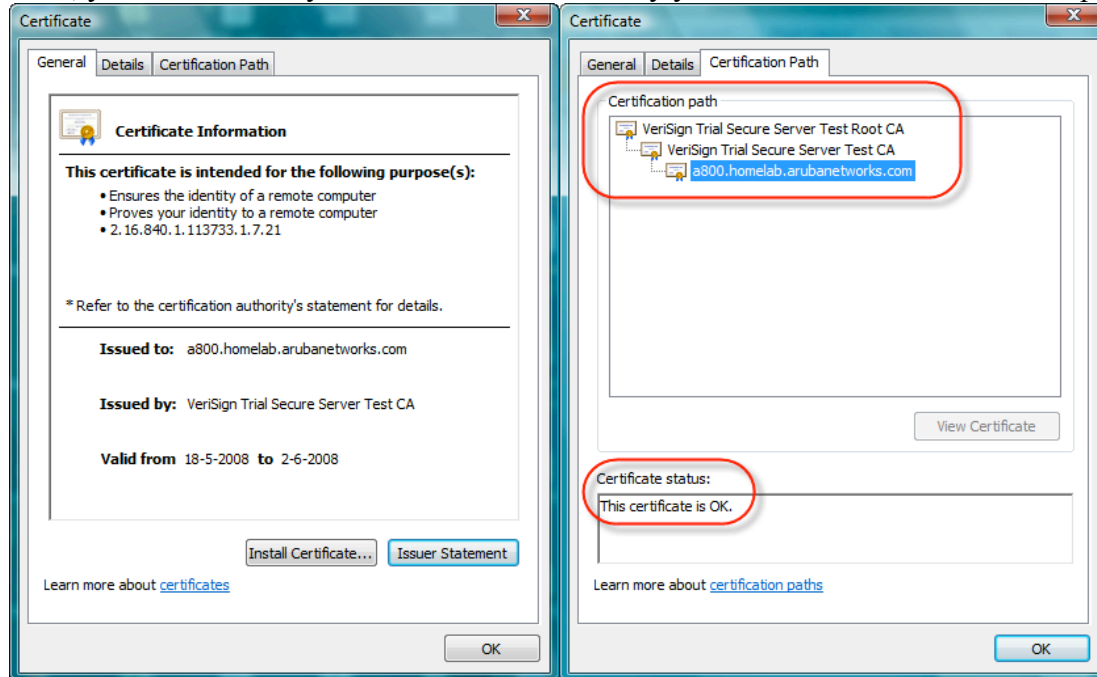 Certificate
General Details Certification Path
Certificate Information
This certificate is intended for the following purpose(s):
• Ensures the identity of a remote computer
• Proves your identity to a remote computer
• 2.16.840.1.113733.1.7.21
* Refer to the certification authority's statement for details.
Issued to: a800.homelab.arubanetworks.com
Issued by: VeriSign Trial Secure Server Test CA
Valid from 18-5-2008 to 2-6-2008
Install Certificate... Issuer Statement
Learn more about certificates
OK
Certificate
General Details Certification Path
Certification path
VeriSign Trial Secure Server Test Root CA
VeriSign Trial Secure Server Test CA
a800.homelab.arubanetworks.com
View Certificate
Certificate status:
This certificate is OK.
Learn more about certification paths
OK